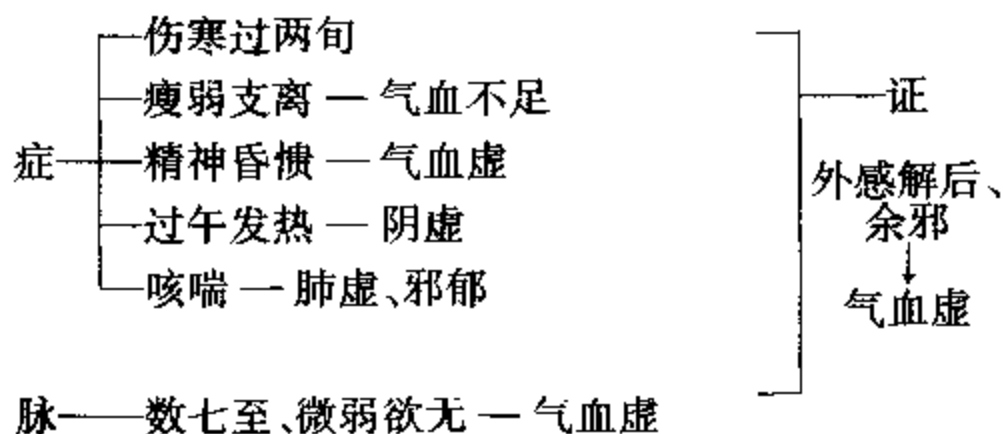 伤寒过两旬
瘦弱支离 — 气血不足
证
症
精神昏愦 — 气血虚
外感解后、
过午发热 — 阴虚
余邪
咳喘 — 肺虚、邪郁
气血虚
脉 — 数七至、微弱欲无 — 气血虚